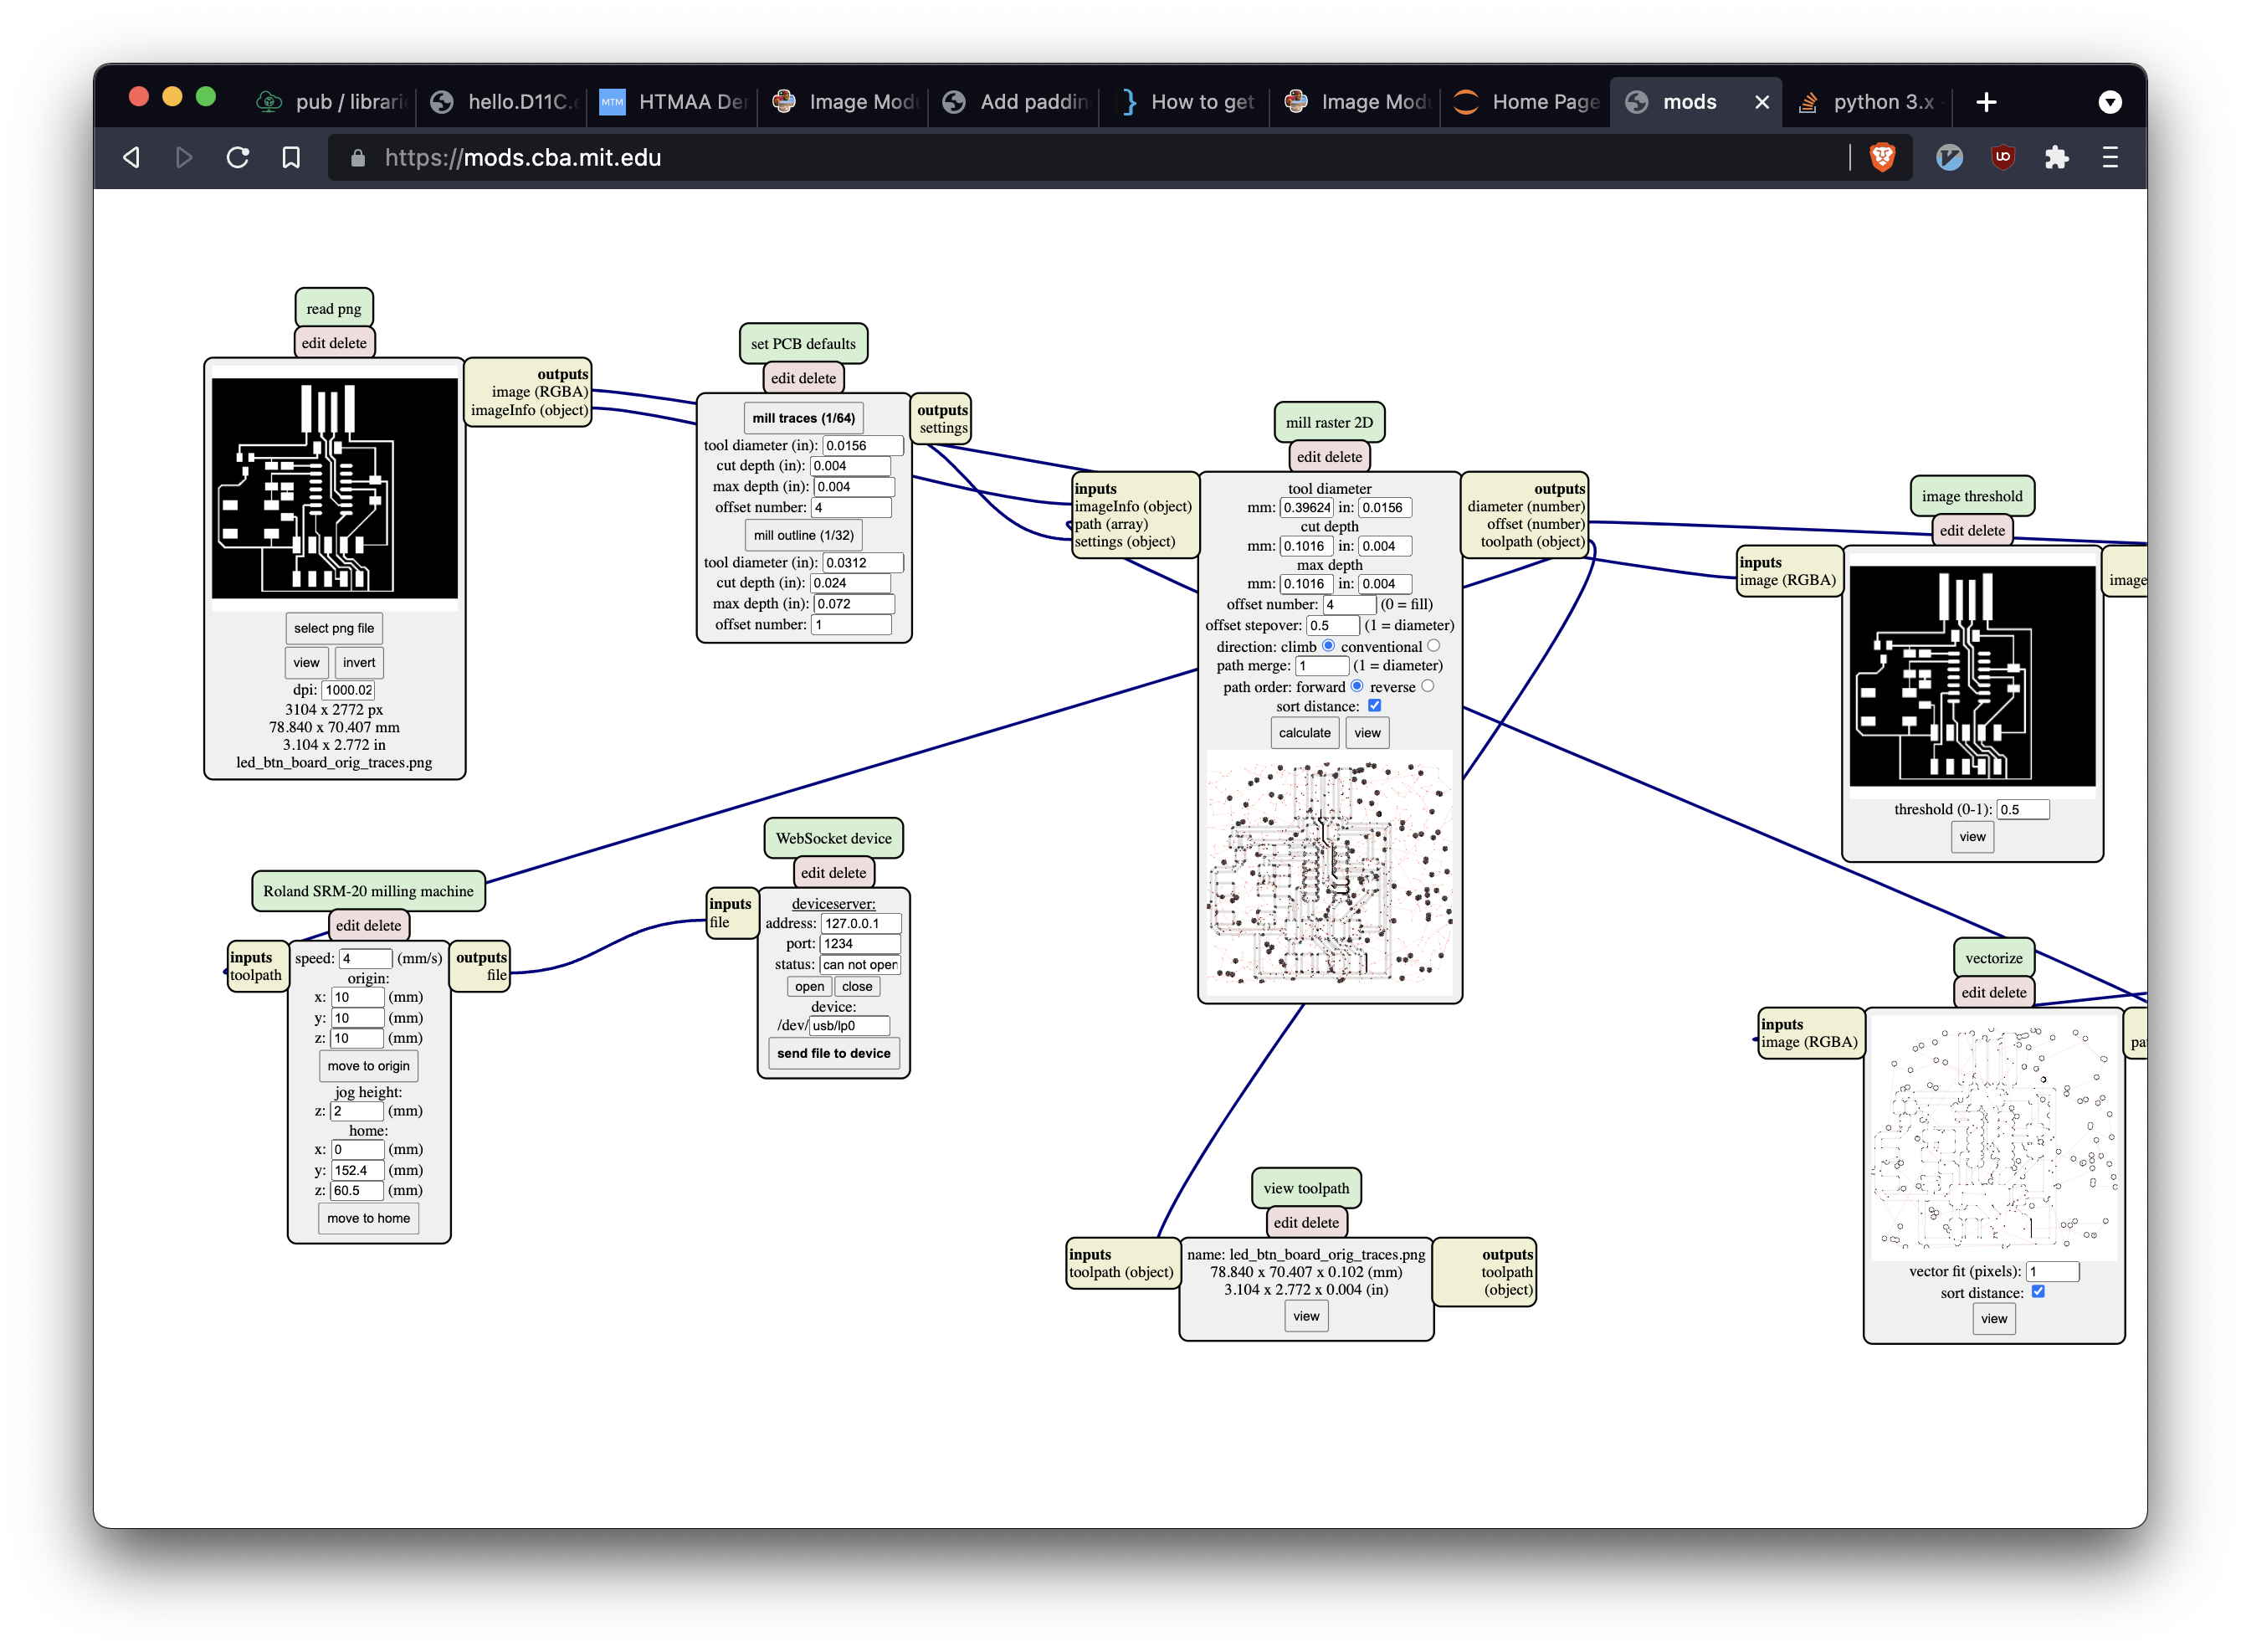 pub / librari
hello.D11C.
MTM
HTMAA De
Image Mod
Add paddin
How to get
Image Mod
Home Page
mods
python 3.x
https://mods.cba.mit.edu
read png
edit delete
outputs
image (RGBA)
imageInfo (object)
select png file
view invert
dpi: 1000.02
3104 x 2772 px
78.840 x 70.407 mm
3.104 x 2.772 in
led_btn_board_orig_traces.png
set PCB defaults
edit delete
mill traces (1/64)
tool diameter (in): 0.0156
cut depth (in): 0.004
max depth (in): 0.004
offset number: 4
mill outline (1/32)
tool diameter (in): 0.0312
cut depth (in): 0.024
max depth (in): 0.072
offset number: 1
outputs
settings
mill raster 2D
edit delete
inputs
imageInfo (object)
path (array)
settings (object)
tool diameter
mm: 0.39624 in: 0.0156
cut depth
mm: 0.1016 in: 0.004
max depth
mm: 0.1016 in: 0.004
offset number: 4 (0 = fill)
offset stepover: 0.5 (1 = diameter)
direction: climb conventional
path merge: 1 (1 = diameter)
path order: forward reverse
sort distance:
calculate view
outputs
diameter (number)
offset (number)
toolpath (object)
image threshold
edit delete
inputs
image (RGBA)
image
threshold (0-1): 0.5
view
Roland SRM-20 milling machine
edit delete
inputs
toolpath
speed: 4 (mm/s)
origin:
x: 10 (mm)
y: 10 (mm)
z: 10 (mm)
move to origin
jog height:
z: 2 (mm)
home:
x: 0 (mm)
y: 152.4 (mm)
z: 60.5 (mm)
move to home
outputs
file
WebSocket device
edit delete
inputs
file
deviceserver:
address: 127.0.0.1
port: 1234
status: can not open
open close
device:
/dev/ usb/lp0
send file to device
view toolpath
edit delete
inputs
toolpath (object)
name: led_btn_board_orig_traces.png
78.840 x 70.407 x 0.102 (mm)
3.104 x 2.772 x 0.004 (in)
view
outputs
toolpath
(object)
vectorize
edit delete
inputs
image (RGBA)
pa
vector fit (pixels): 1
sort distance:
view